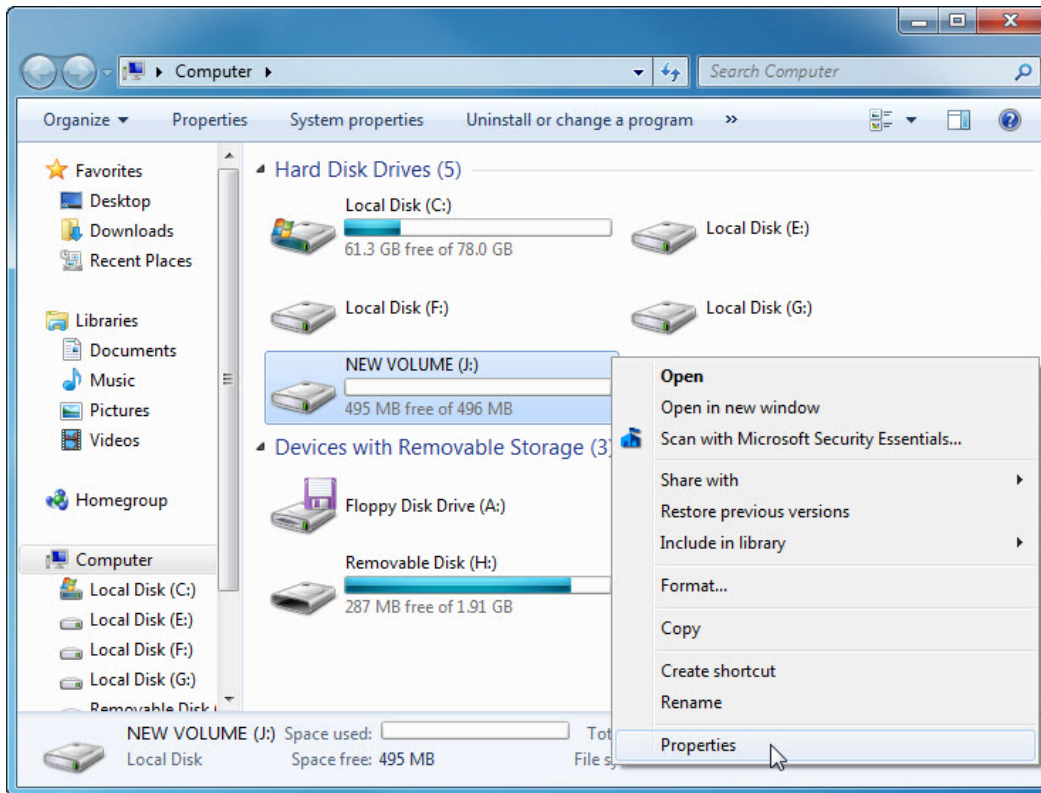 Computer
Search Computer
Organize Properties System properties Uninstall or change a program »
Favorites
Desktop
Downloads
Recent Places
Libraries
Documents
Music
Pictures
Videos
Homegroup
Computer
Local Disk (C:)
Local Disk (E:)
Local Disk (F:)
Local Disk (G:)
Removable Disk
Hard Disk Drives (5)
Local Disk (C:)
61.3 GB free of 78.0 GB
Local Disk (E:)
Local Disk (F:)
Local Disk (G:)
NEW VOLUME (J:)
495 MB free of 496 MB
Devices with Removable Storage (3)
Floppy Disk Drive (A:)
Removable Disk (H:)
287 MB free of 1.91 GB
Open
Open in new window
Scan with Microsoft Security Essentials...
Share with
Restore previous versions
Include in library
Format...
Copy
Create shortcut
Rename
Properties
NEW VOLUME (J:) Space used: Tot
Local Disk Space free: 495 MB File sy